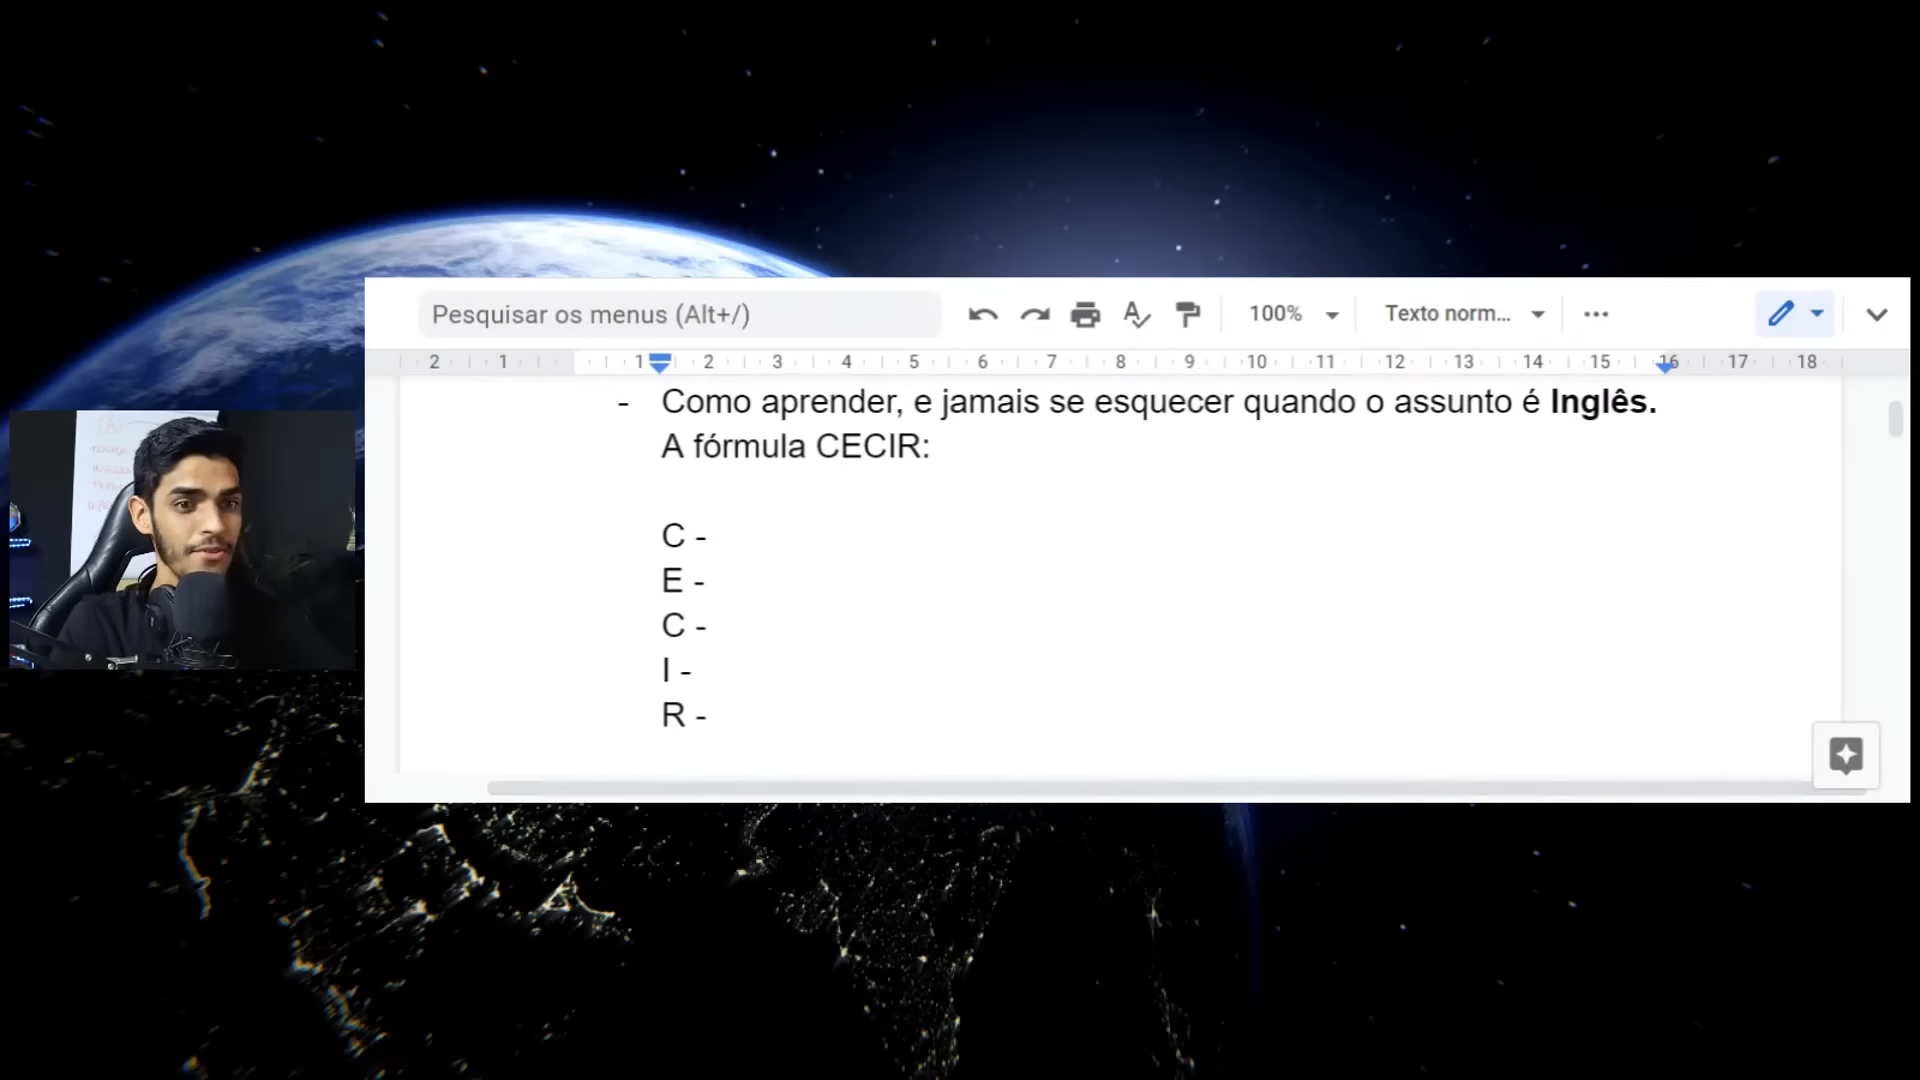 Pesquisar os menus (Alt+/)
100%
Texto norm...
2 1 1 2 3 4 5 6 7 8 9 10 11 12 13 14 15 16 17 18
- Como aprender, e jamais se esquecer quando o assunto é Inglês.
A fórmula CECIR:
C -
E -
C -
I -
R -